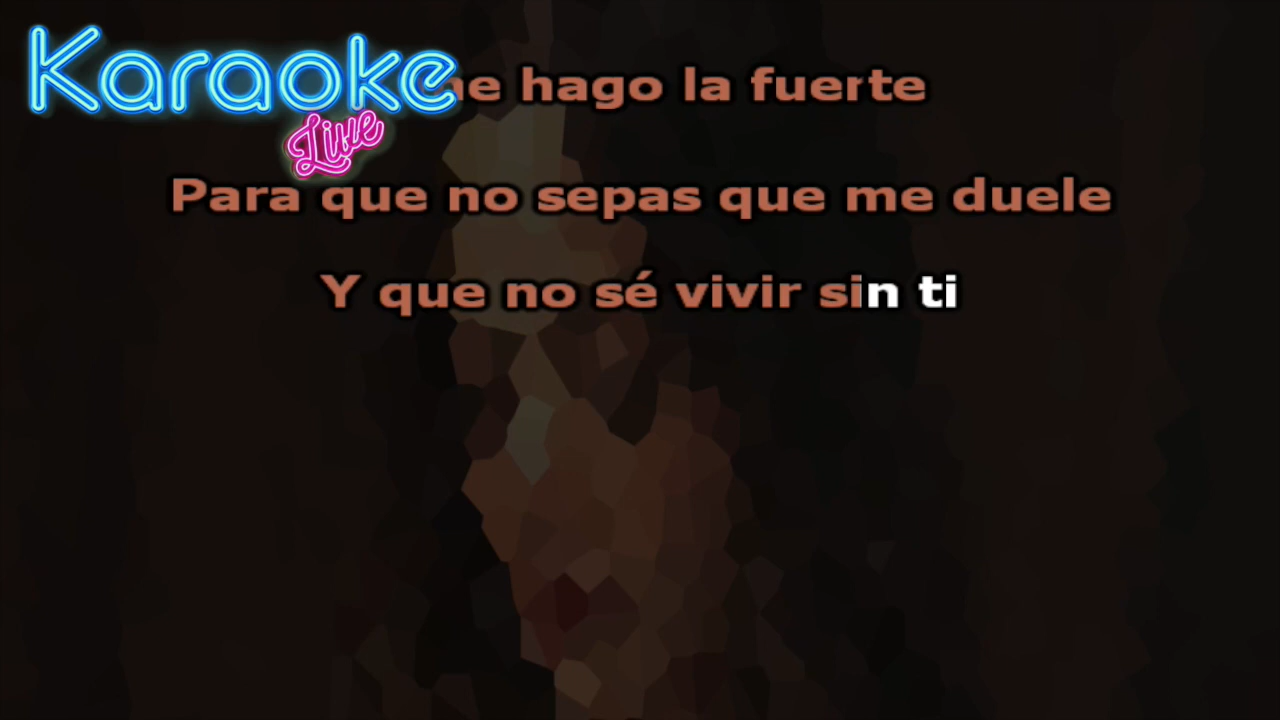 Karaoke
Live
hago la fuerte
Para que no sepas que me duele
Y que no sé vivir sin ti